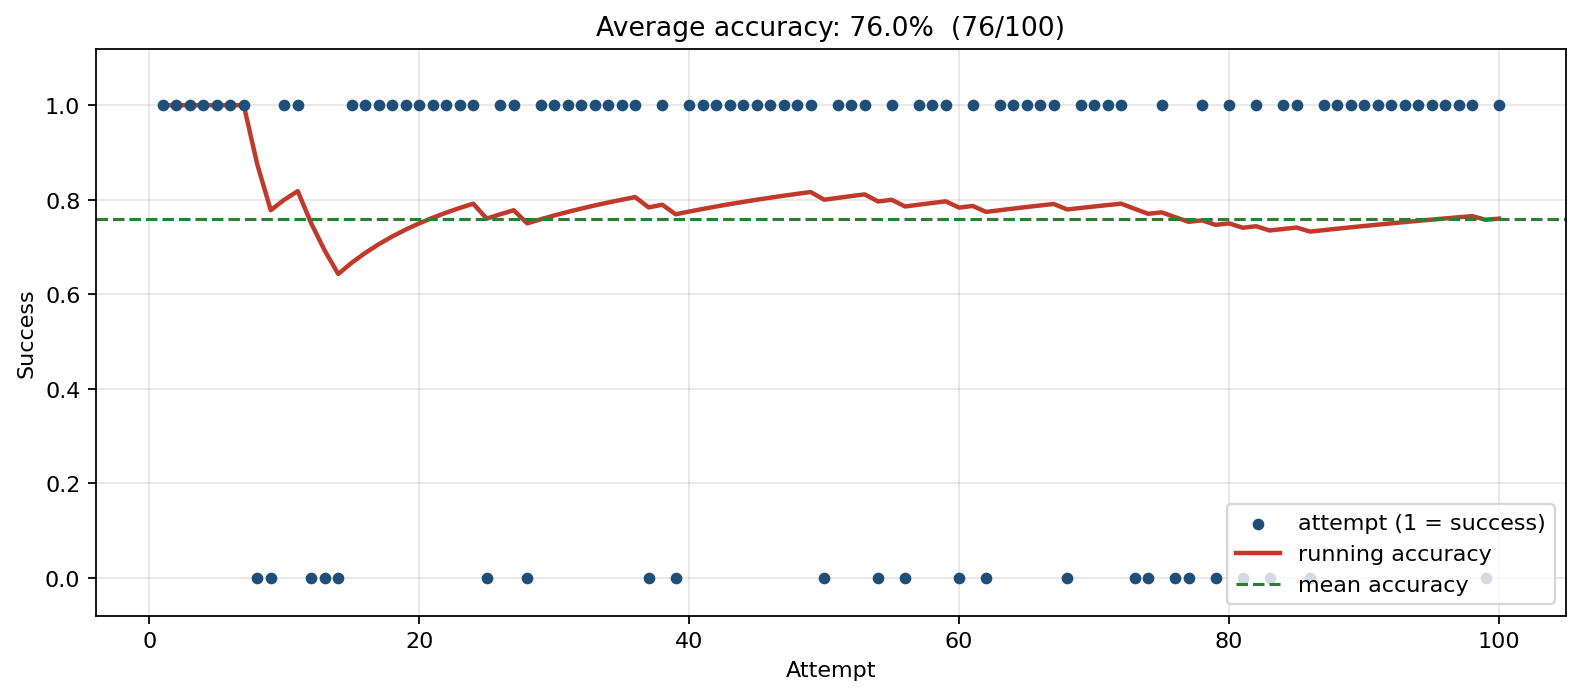 Average accuracy: 76.0%  (76/100)
1.0
0.8
0.6
0.4
0.2
0.0
Success
attempt (1 = success)
running accuracy
mean accuracy
0 20 40 60 80 100
Attempt